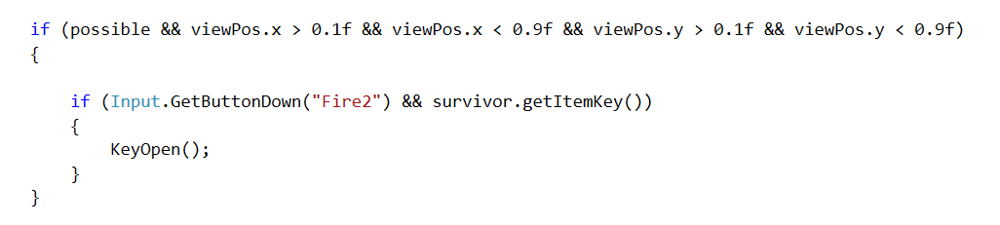 if (possible && viewPos.x > 0.1f && viewPos.x < 0.9f && viewPos.y > 0.1f && viewPos.y < 0.9f)
{
if (Input.GetButtonDown("Fire2") && survivor.getItemKey())
{
KeyOpen();
}
}